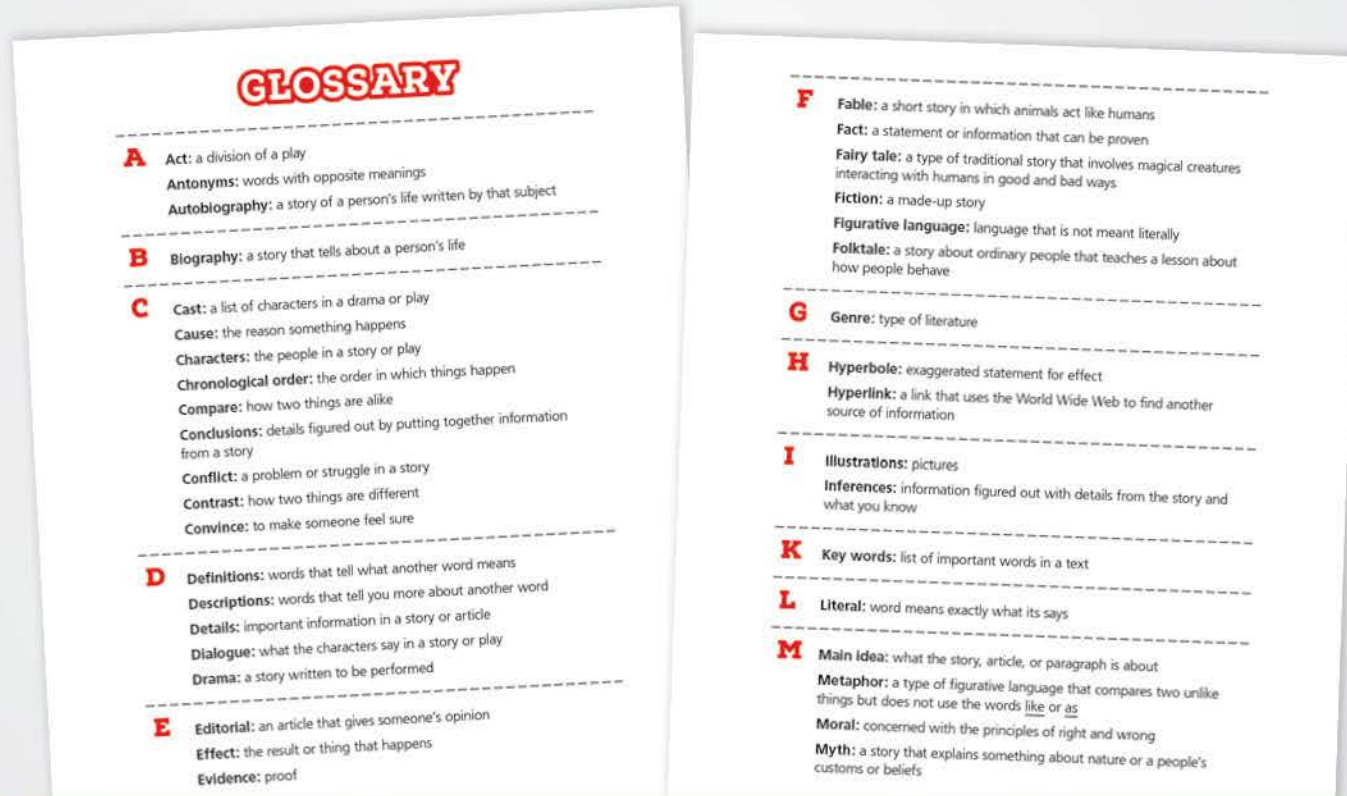 GLOSSARY
A Act: a division of a play
Antonyms: words with opposite meanings
Autobiography: a story of a person's life written by that subject
B Biography: a story that tells about a person's life
C Cast: a list of characters in a drama or play
Cause: the reason something happens
Characters: the people in a story or play
Chronological order: the order in which things happen
Compare: how two things are alike
Conclusions: details figured out by putting together information
from a story
Conflict: a problem or struggle in a story
Contrast: how two things are different
Convince: to make someone feel sure
D Definitions: words that tell what another word means
Descriptions: words that tell you more about another word
Details: important information in a story or article
Dialogue: what the characters say in a story or play
Drama: a story written to be performed
E Editorial: an article that gives someone's opinion
Effect: the result or thing that happens
Evidence: proof
F Fable: a short story in which animals act like humans
Fact: a statement or information that can be proven
Fairy tale: a type of traditional story that involves magical creatures
interacting with humans in good and bad ways
Fiction: a made-up story
Figurative language: language that is not meant literally
Folktale: a story about ordinary people that teaches a lesson about
how people behave
G Genre: type of literature
H Hyperbole: exaggerated statement for effect
Hyperlink: a link that uses the World Wide Web to find another
source of information
I Illustrations: pictures
Inferences: information figured out with details from the story and
what you know
K Key words: list of important words in a text
L Literal: word means exactly what its says
M Main idea: what the story, article, or paragraph is about
Metaphor: a type of figurative language that compares two unlike
things but does not use the words like or as
Moral: concerned with the principles of right and wrong
Myth: a story that explains something about nature or a people's
customs or beliefs